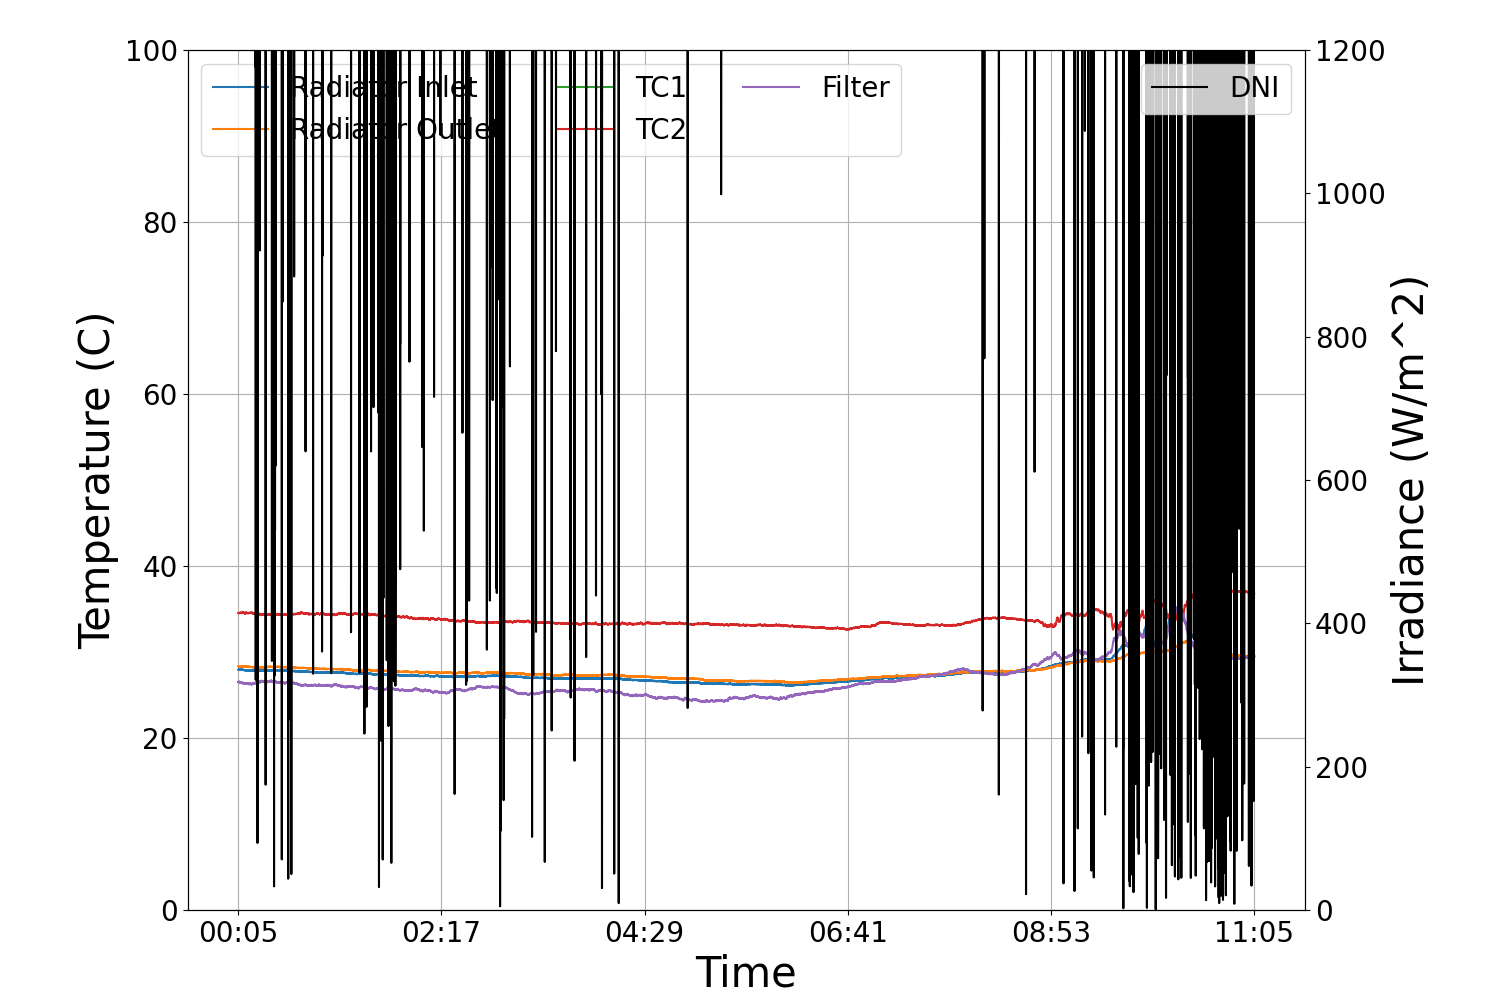 100
80
60
40
20
0
Temperature (C)
Radiator Inlet
Radiator Outlet
TC1
TC2
Filter
DNI
1200
1000
800
600
400
200
0
Irradiance (W/m^2)
00:05 02:17 04:29 06:41 08:53 11:05
Time